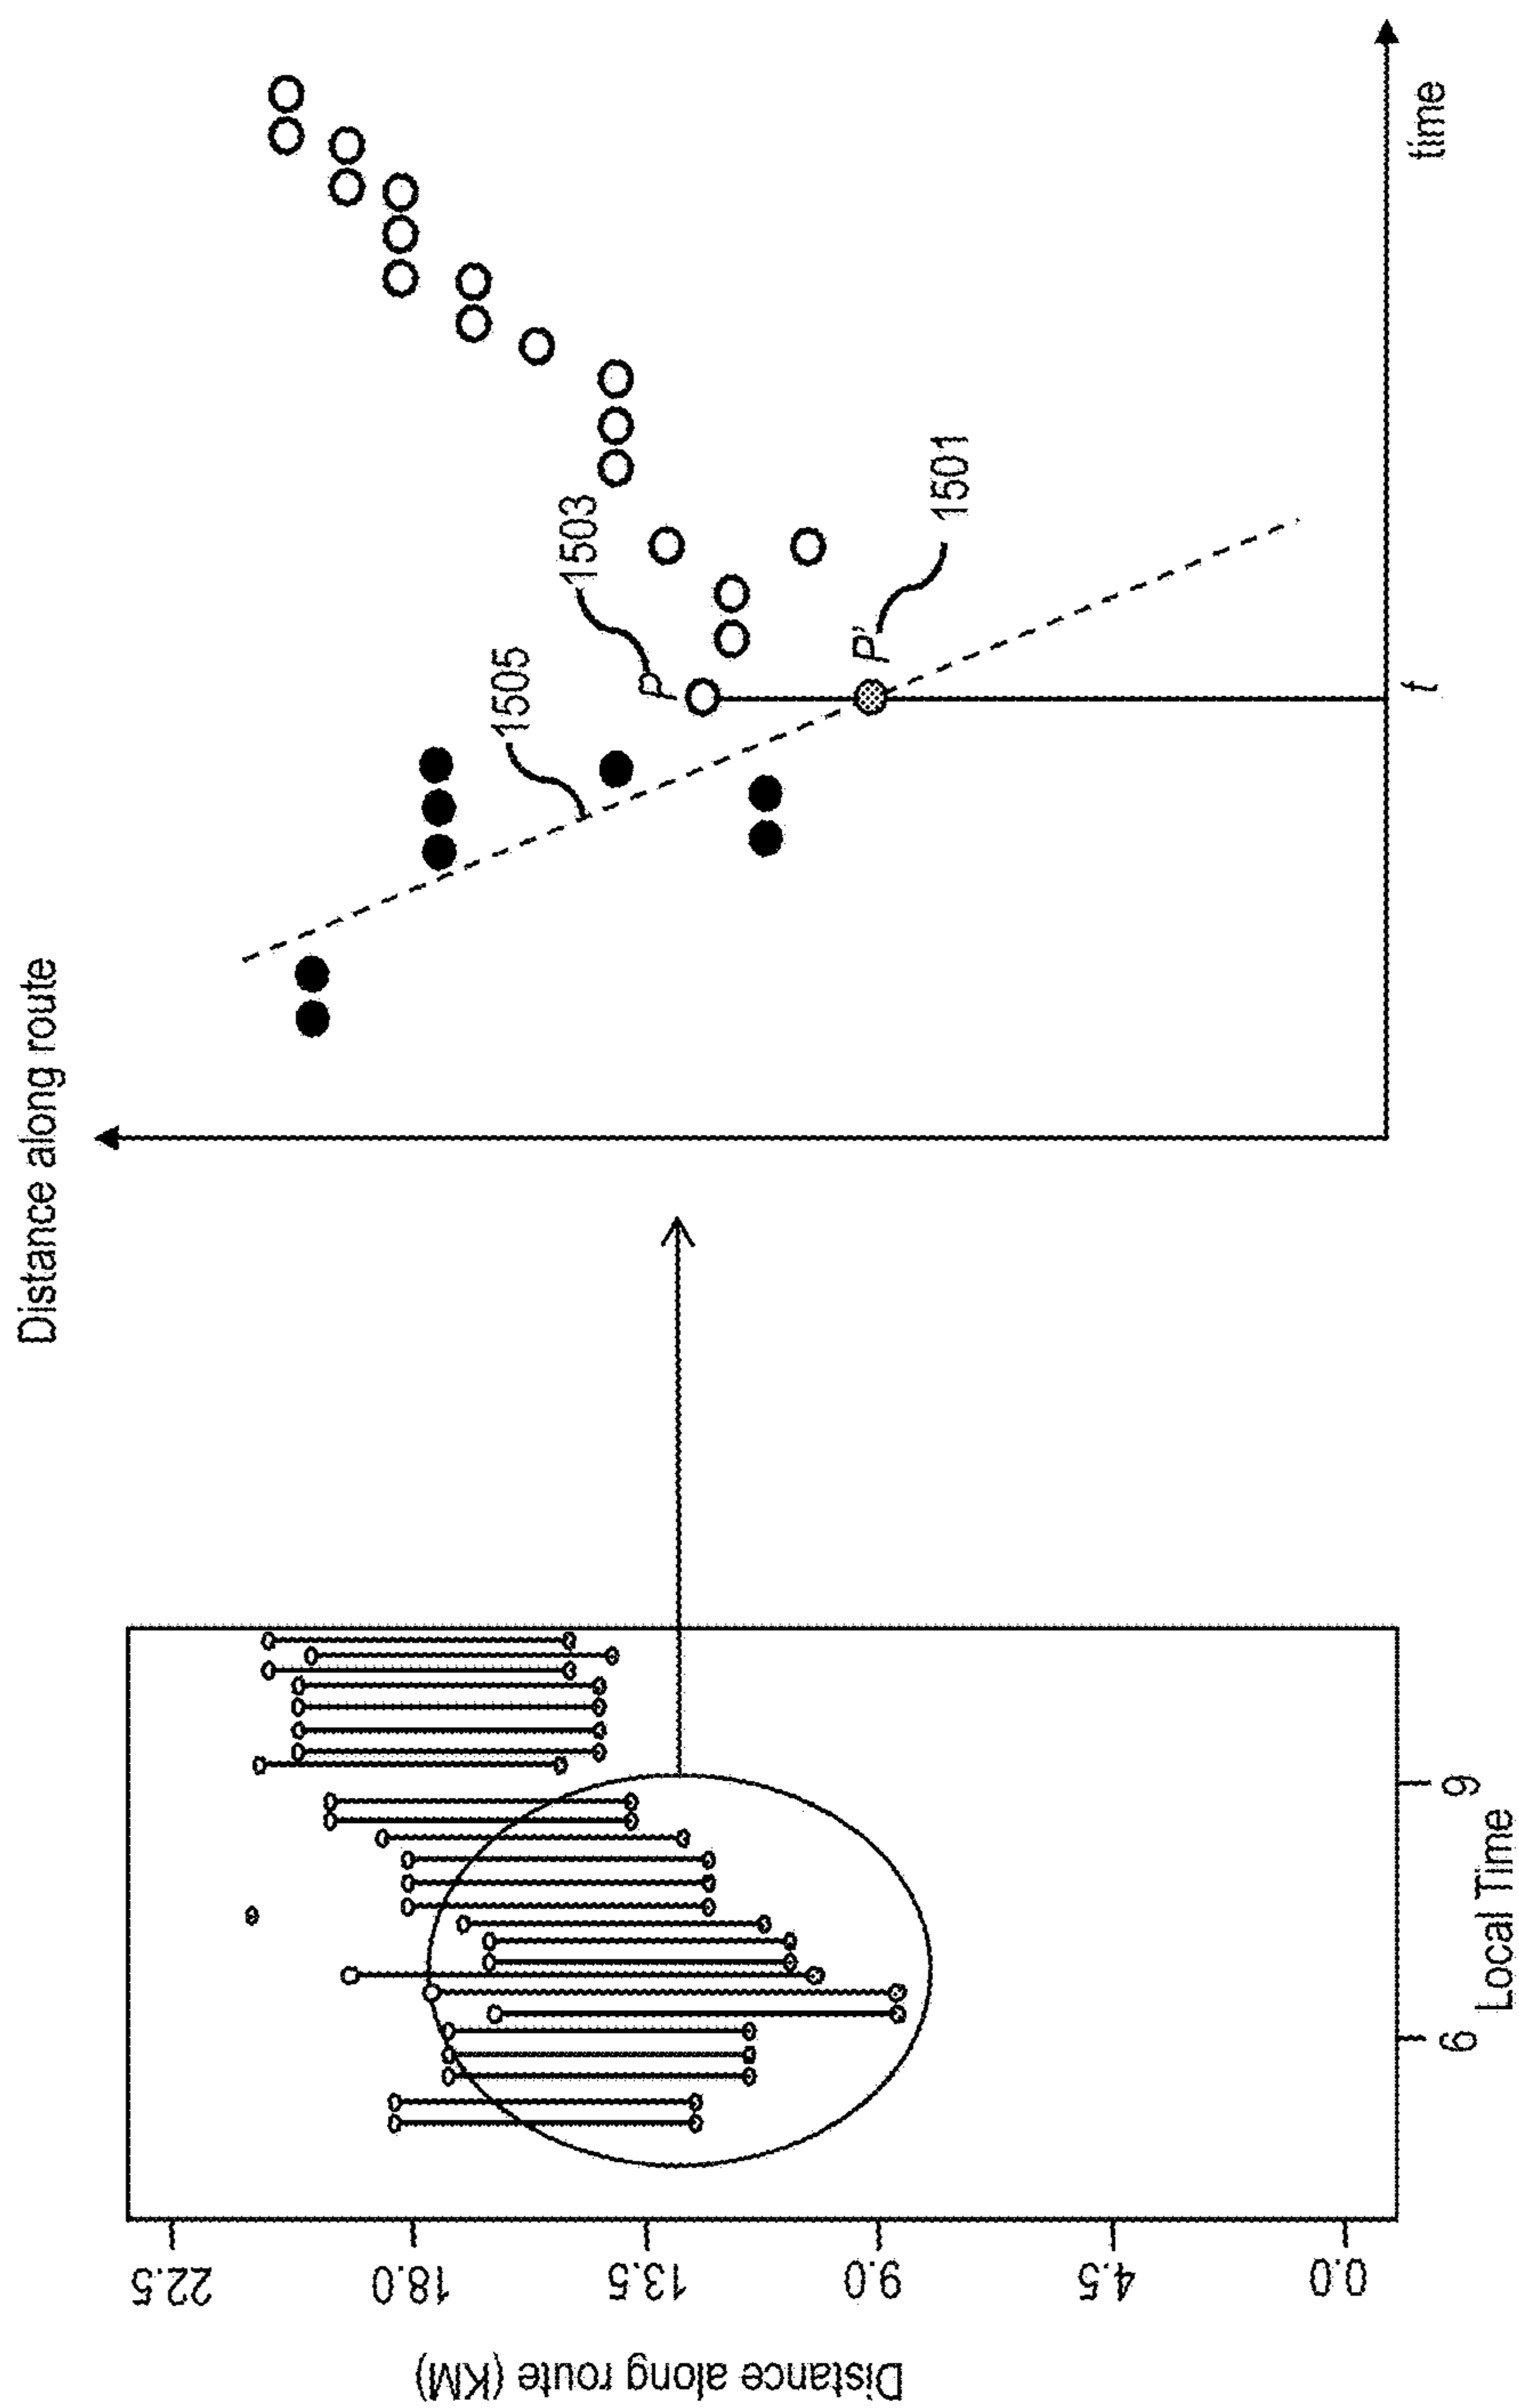 Distance along route
1505
1503
P
P'
1501
t
time
Distance along route (KM)
22.5
18.0
13.5
9.0
4.5
0.0
6
9
Local Time